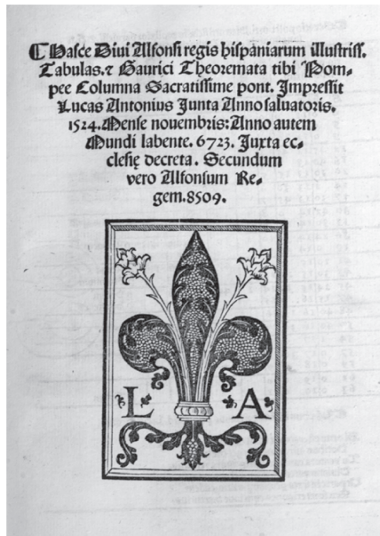 ☾Hasce Diui Alfonsi regis hispaniarum illustriss.
Tabulas.⁊ Gaurici Theoremata tibi Pom⸗
pee Columna Sacratissime pont. Impressit
Lucas Antonius Junta Anno saluatoris.
1524. Mense nouembris: Anno autem
Mundi labente. 6723. Juxta ec⸗
clesię decreta. Secundum
vero Alfonsum Re⸗
gem. 8509.
L A